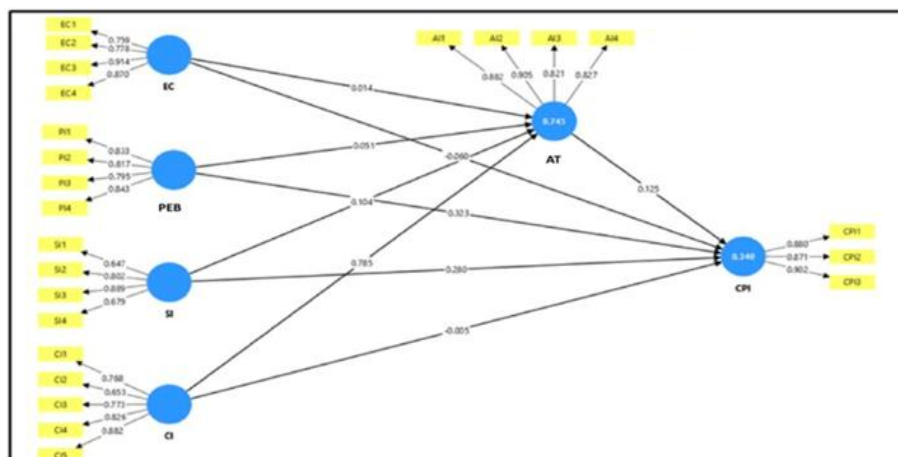 EC1
EC2
EC3
EC4
0.759
0.778
0.914
0.870
EC
AI1
AI2
AI3
AI4
0.882
0.905
0.821
0.827
0.743
AT
0.014
0.051
-0.060
0.104
0.323
0.785
0.280
-0.005
0.125
PI1
PI2
PI3
PI4
0.833
0.817
0.795
0.843
PEB
SI1
SI2
SI3
SI4
0.647
0.802
0.889
0.679
SI
CPI1
CPI2
CPI3
0.880
0.871
0.902
0.340
CPI
CI1
CI2
CI3
CI4
CI5
0.768
0.653
0.773
0.826
0.882
CI